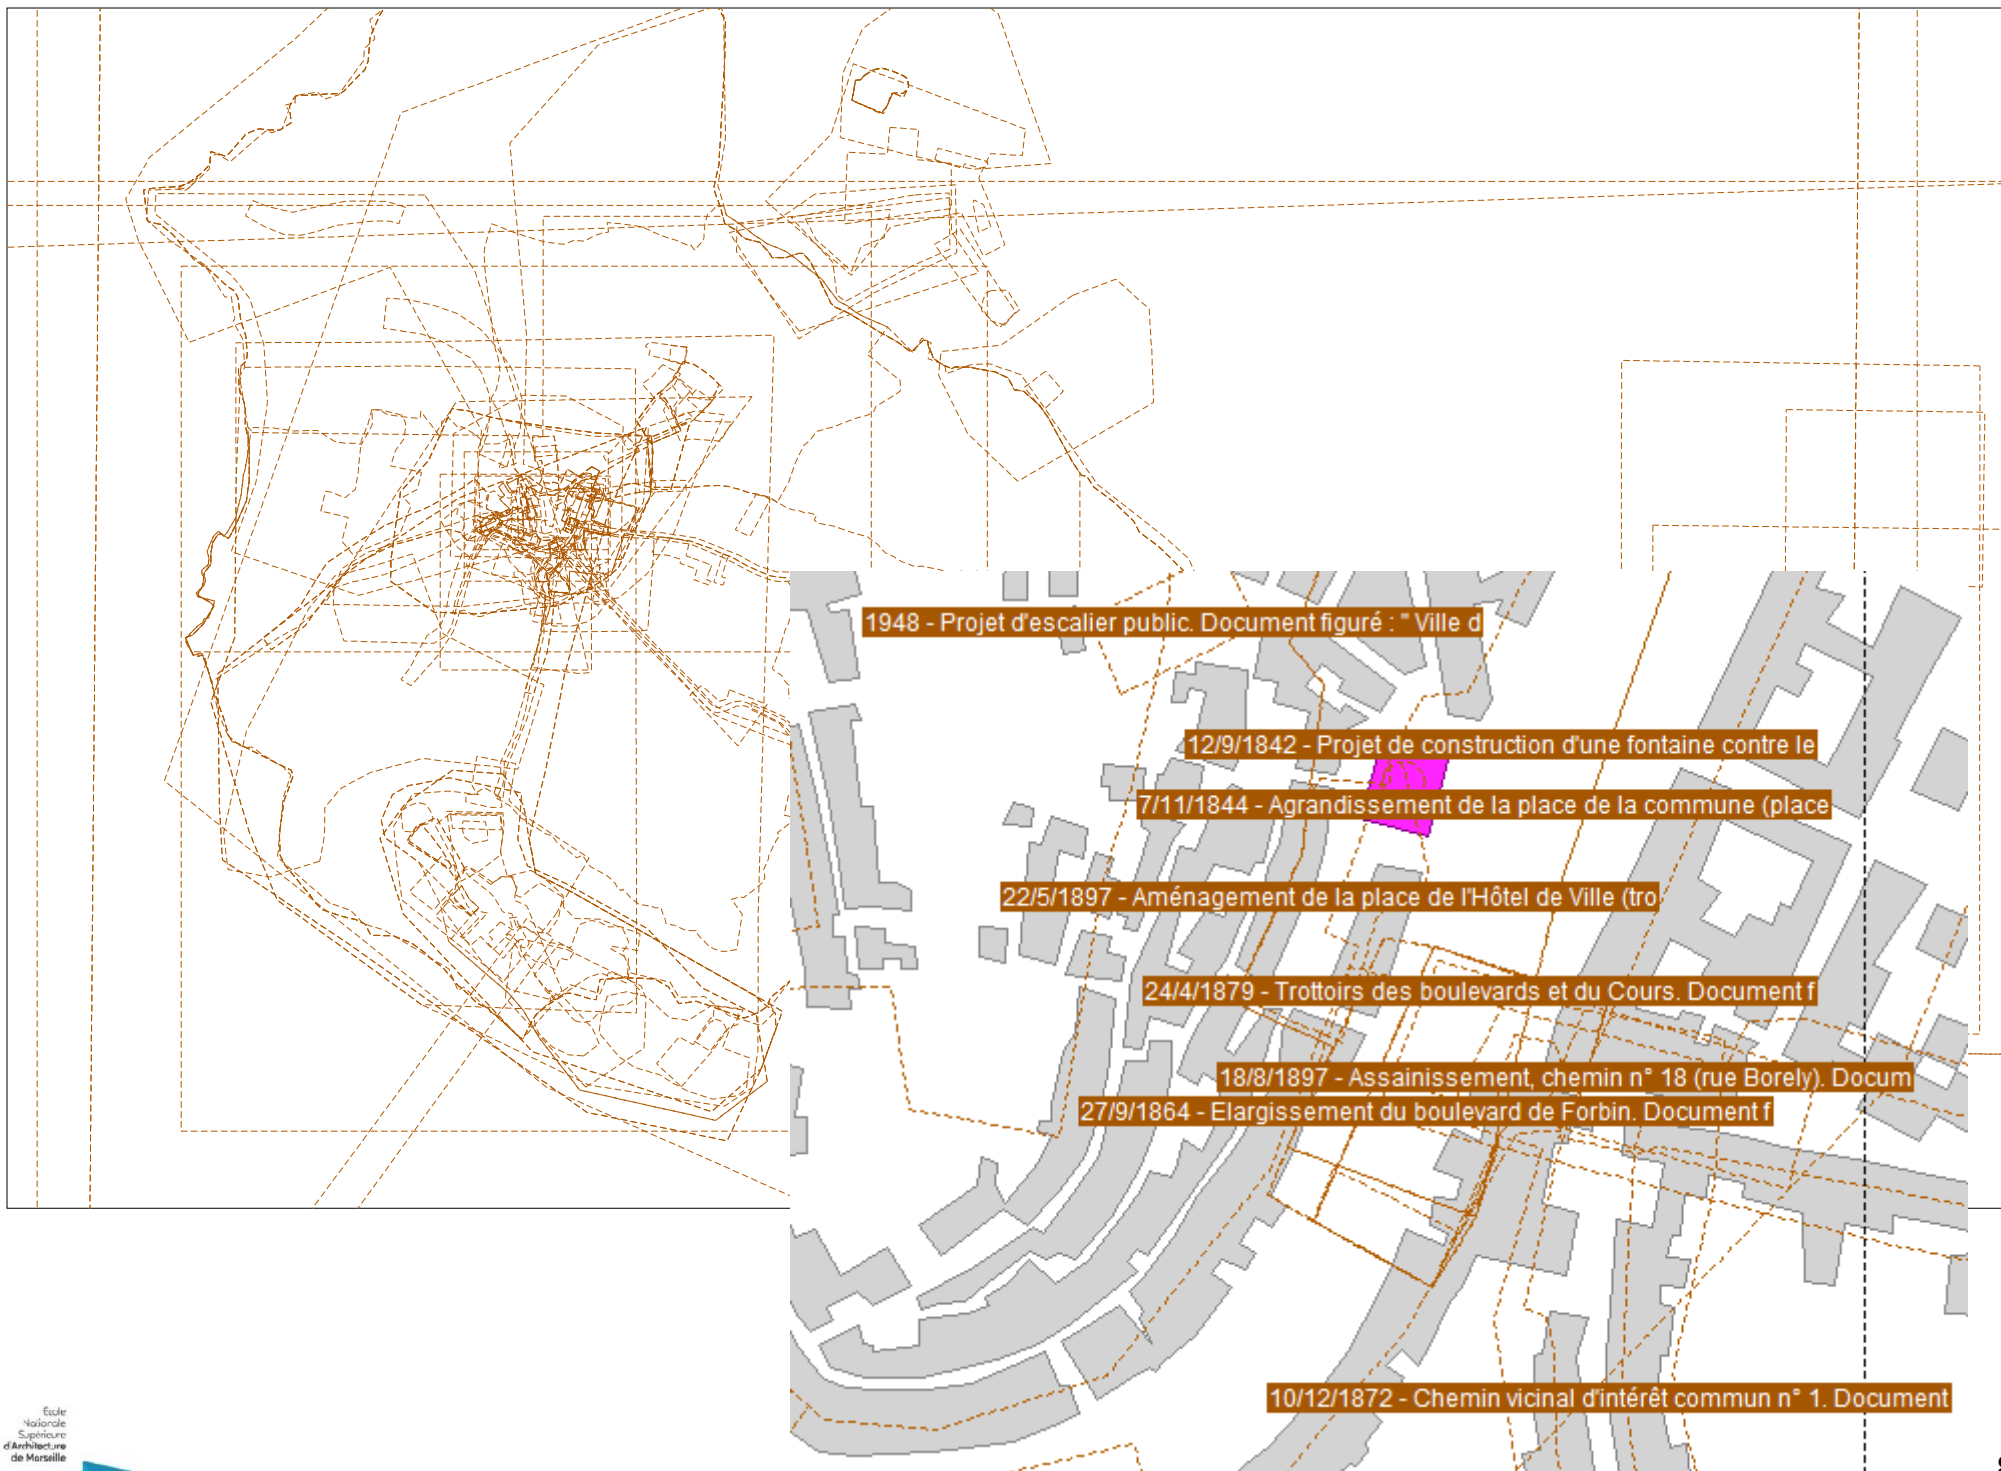 1948 - Projet d'escalier public. Document figuré : " Ville d
12/9/1842 - Projet de construction d'une fontaine contre le
7/11/1844 - Agrandissement de la place de la commune (place
22/5/1897 - Aménagement de la place de l'Hôtel de Ville (tro
24/4/1879 - Trottoirs des boulevards et du Cours. Document f
18/8/1897 - Assainissement, chemin n° 18 (rue Borely). Docum
27/9/1864 - Elargissement du boulevard de Forbin. Document f
10/12/1872 - Chemin vicinal d'intérêt commun n° 1. Document
École
Nationale
Supérieure
d'Architecture
de Marseille